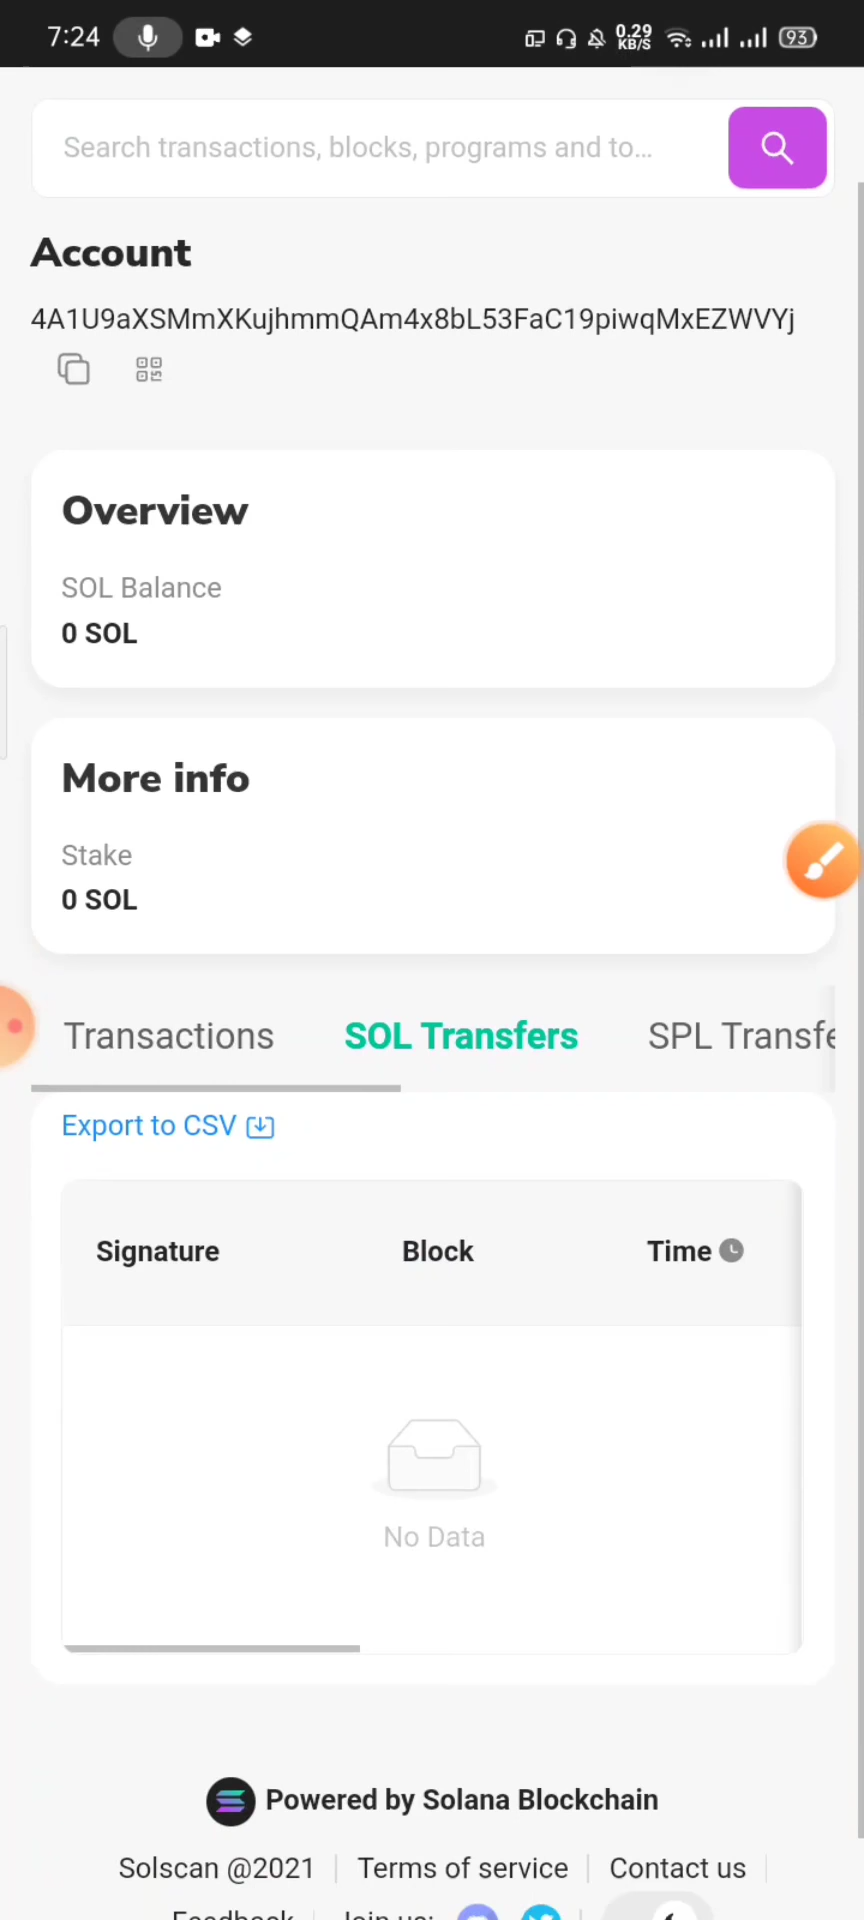 7:24
0.29
KB/S
93
Search transactions, blocks, programs and to...
Account
4A1U9aXSMmXKujhmmQAm4x8bL53FaC19piwqMxEZWVYj
Overview
SOL Balance
0 SOL
More info
Stake
0 SOL
Transactions SOL Transfers SPL Transfe
Export to CSV
Signature Block Time
No Data
Powered by Solana Blockchain
Solscan @2021 Terms of service Contact us
Feedback Join us: